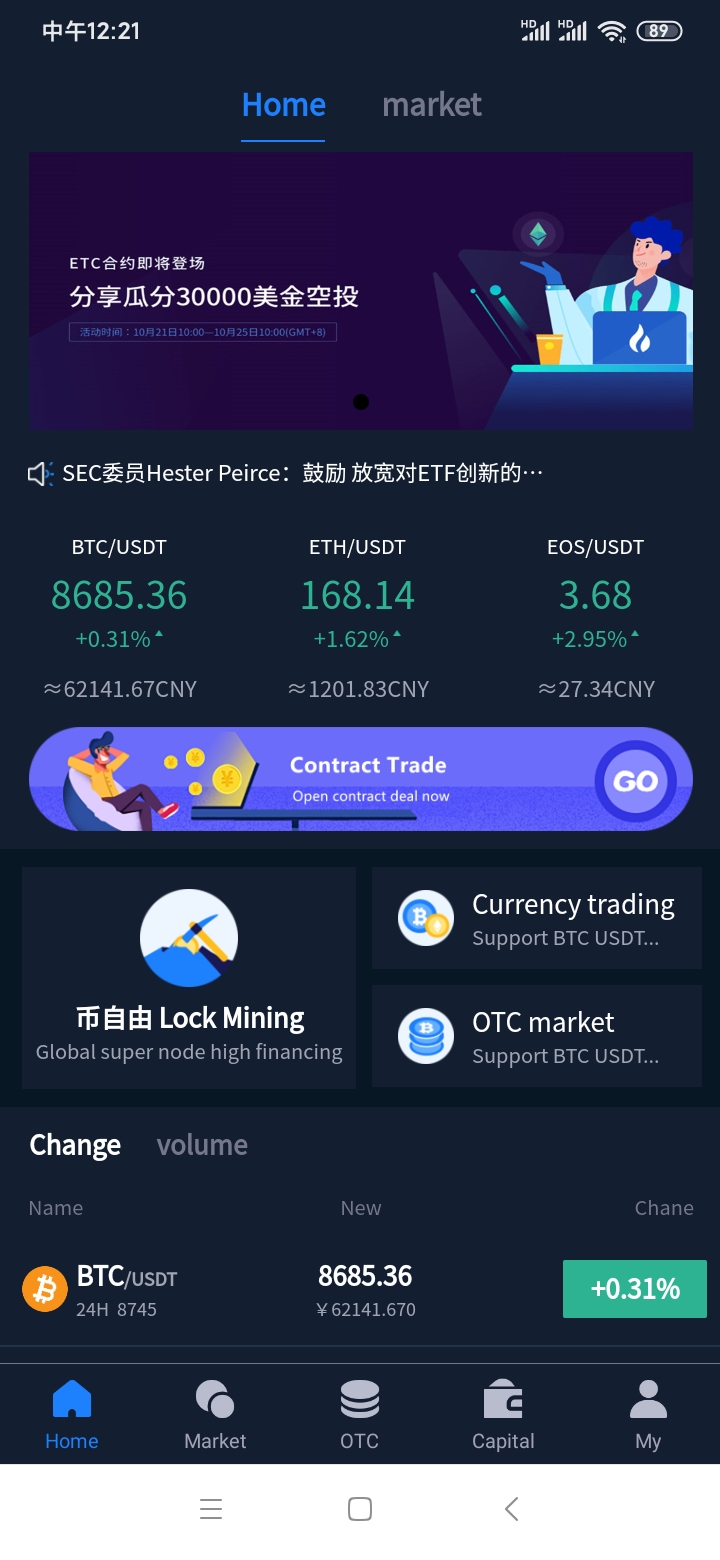 中午12:21
HD HD 89
Home market
ETC合约即将登场
分享瓜分30000美金空投
活动时间：10月21日10:00—10月25日10:00(GMT+8)
SEC委员Hester Peirce：鼓励 放宽对ETF创新的…
BTC/USDT ETH/USDT EOS/USDT
8685.36 168.14 3.68
+0.31% +1.62% +2.95%
≈62141.67CNY ≈1201.83CNY ≈27.34CNY
Contract Trade
Open contract deal now
GO
币自由 Lock Mining
Global super node high financing
Currency trading
Support BTC USDT...
OTC market
Support BTC USDT...
Change volume
Name New Chane
BTC/USDT 8685.36 +0.31%
24H 8745 ￥62141.670
Home Market OTC Capital My